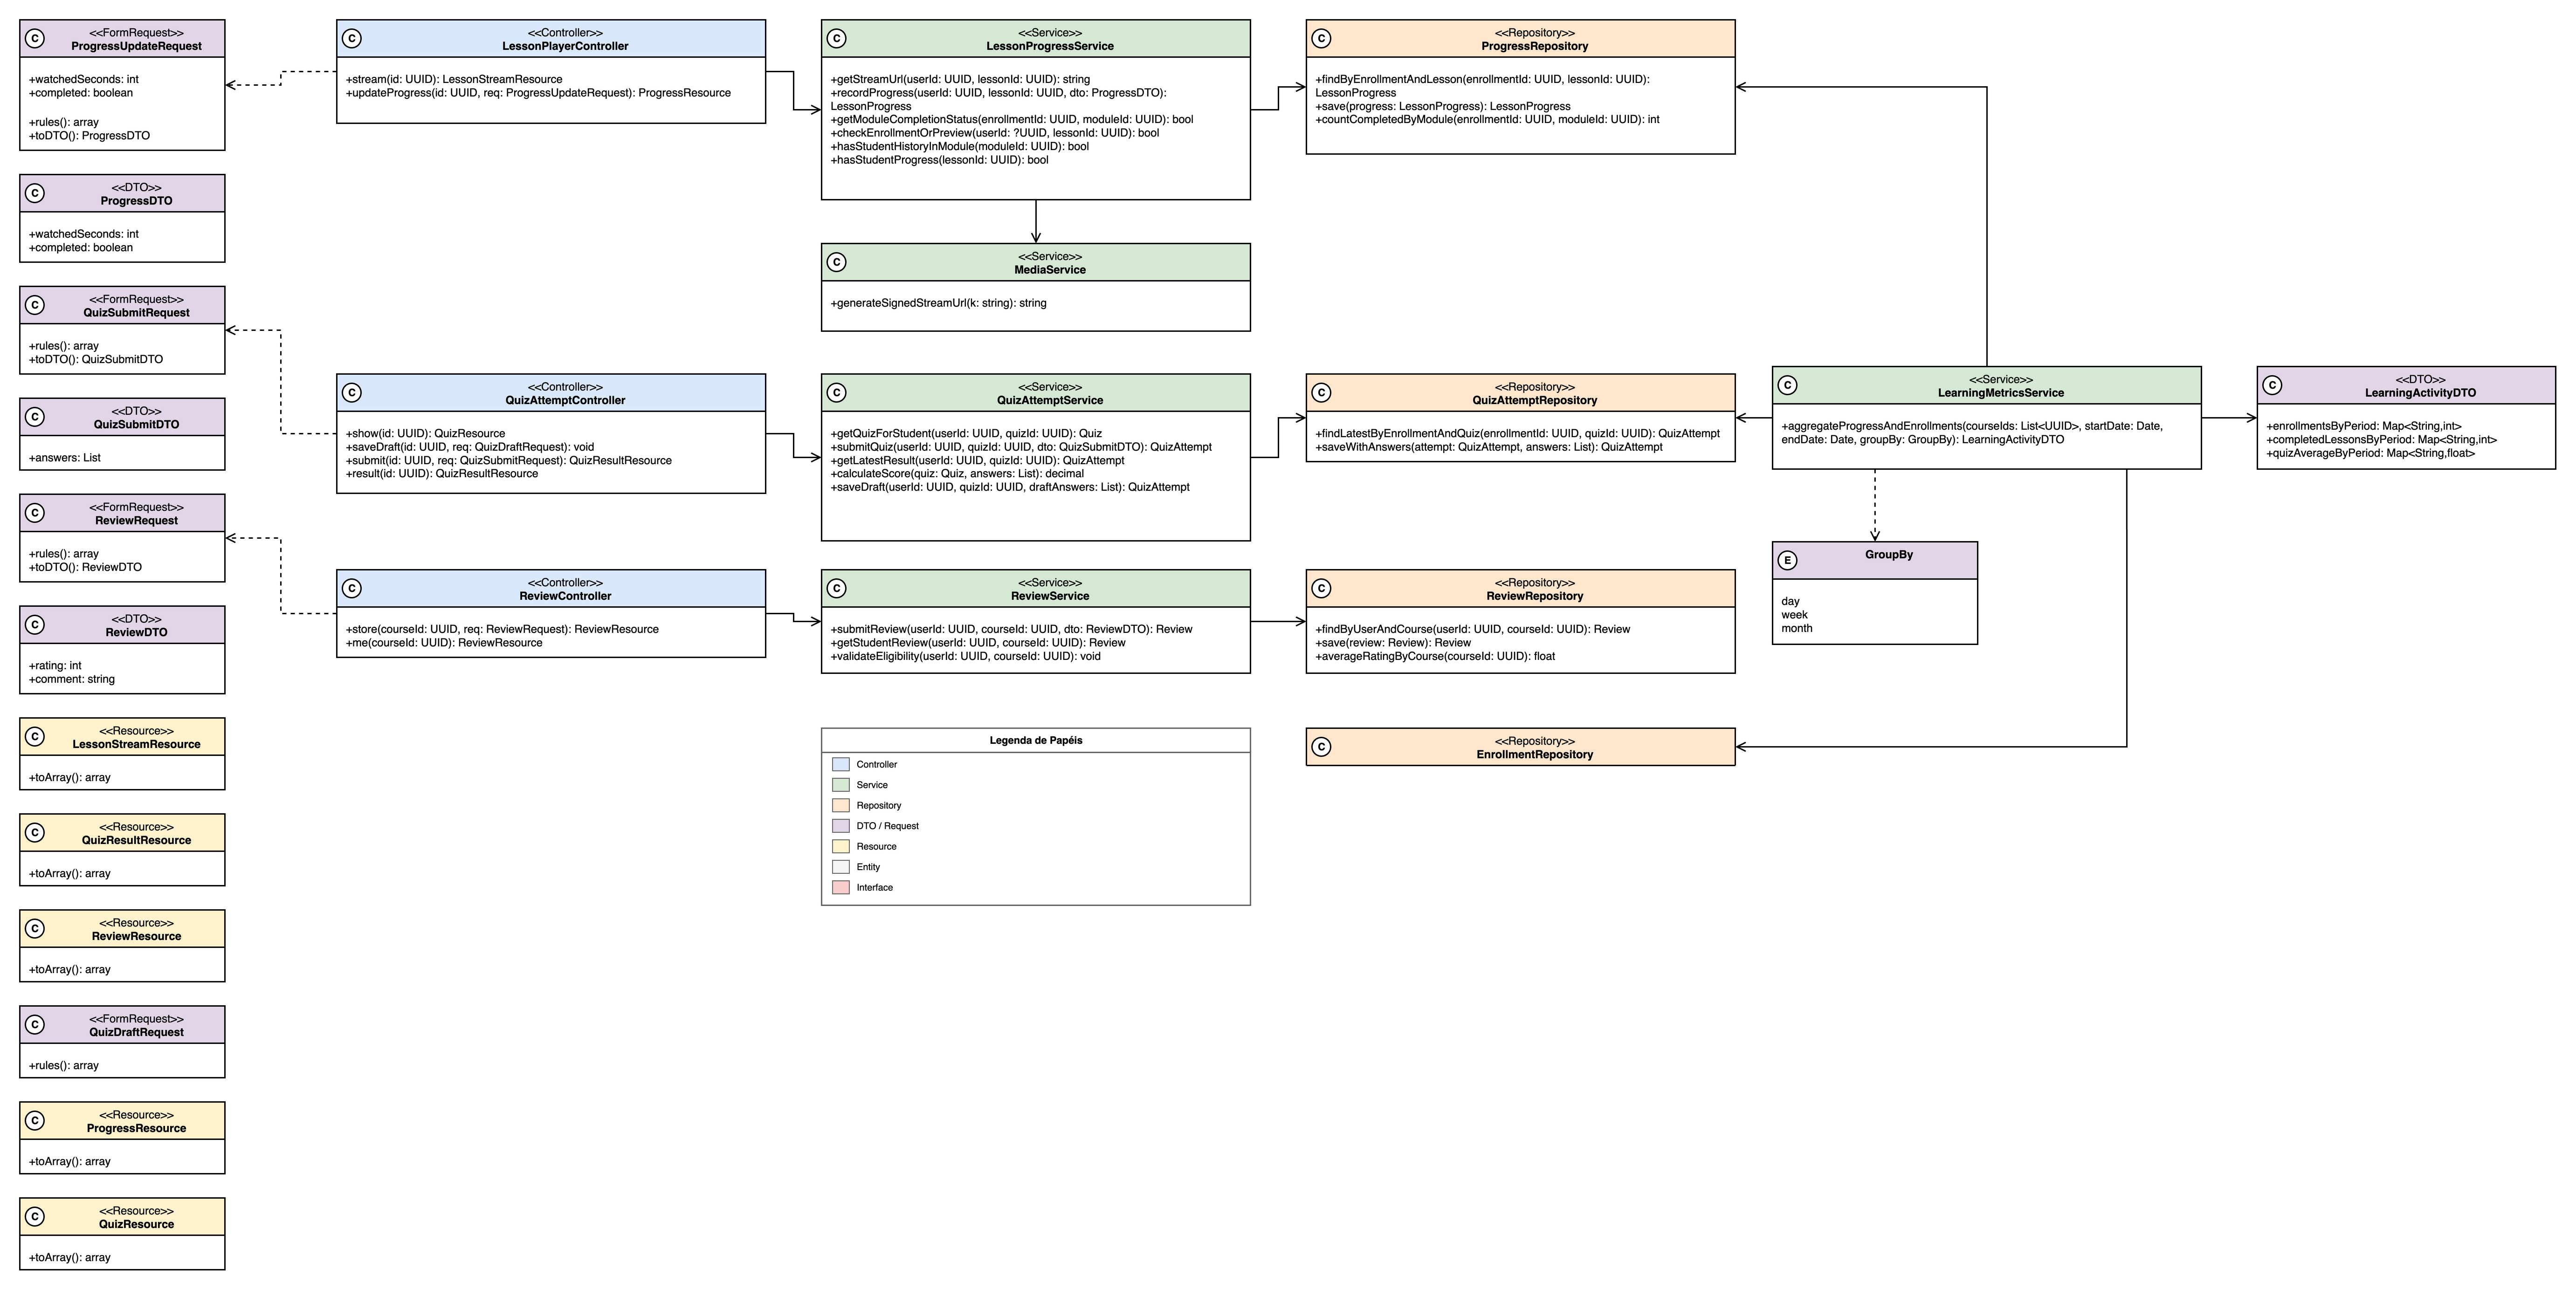 C
<<FormRequest>>
ProgressUpdateRequest
+watchedSeconds: int
+completed: boolean
+rules(): array
+toDTO(): ProgressDTO
C
<<DTO>>
ProgressDTO
+watchedSeconds: int
+completed: boolean
C
<<FormRequest>>
QuizSubmitRequest
+rules(): array
+toDTO(): QuizSubmitDTO
C
<<DTO>>
QuizSubmitDTO
+answers: List
C
<<FormRequest>>
ReviewRequest
+rules(): array
+toDTO(): ReviewDTO
C
<<DTO>>
ReviewDTO
+rating: int
+comment: string
C
<<Resource>>
LessonStreamResource
+toArray(): array
C
<<Resource>>
QuizResultResource
+toArray(): array
C
<<Resource>>
ReviewResource
+toArray(): array
C
<<FormRequest>>
QuizDraftRequest
+rules(): array
C
<<Resource>>
ProgressResource
+toArray(): array
C
<<Resource>>
QuizResource
+toArray(): array
C
<<Controller>>
LessonPlayerController
+stream(id: UUID): LessonStreamResource
+updateProgress(id: UUID, req: ProgressUpdateRequest): ProgressResource
C
<<Controller>>
QuizAttemptController
+show(id: UUID): QuizResource
+saveDraft(id: UUID, req: QuizDraftRequest): void
+submit(id: UUID, req: QuizSubmitRequest): QuizResultResource
+result(id: UUID): QuizResultResource
C
<<Controller>>
ReviewController
+store(courseId: UUID, req: ReviewRequest): ReviewResource
+me(courseId: UUID): ReviewResource
C
<<Service>>
LessonProgressService
+getStreamUrl(userId: UUID, lessonId: UUID): string
+recordProgress(userId: UUID, lessonId: UUID, dto: ProgressDTO):
LessonProgress
+getModuleCompletionStatus(enrollmentId: UUID, moduleId: UUID): bool
+checkEnrollmentOrPreview(userId: ?UUID, lessonId: UUID): bool
+hasStudentHistoryInModule(moduleId: UUID): bool
+hasStudentProgress(lessonId: UUID): bool
C
<<Service>>
MediaService
+generateSignedStreamUrl(k: string): string
C
<<Service>>
QuizAttemptService
+getQuizForStudent(userId: UUID, quizId: UUID): Quiz
+submitQuiz(userId: UUID, quizId: UUID, dto: QuizSubmitDTO): QuizAttempt
+getLatestResult(userId: UUID, quizId: UUID): QuizAttempt
+calculateScore(quiz: Quiz, answers: List): decimal
+saveDraft(userId: UUID, quizId: UUID, draftAnswers: List): QuizAttempt
C
<<Service>>
ReviewService
+submitReview(userId: UUID, courseId: UUID, dto: ReviewDTO): Review
+getStudentReview(userId: UUID, courseId: UUID): Review
+validateEligibility(userId: UUID, courseId: UUID): void
Legenda de Papéis
Controller
Service
Repository
DTO / Request
Resource
Entity
Interface
C
<<Repository>>
ProgressRepository
+findByEnrollmentAndLesson(enrollmentId: UUID, lessonId: UUID):
LessonProgress
+save(progress: LessonProgress): LessonProgress
+countCompletedByModule(enrollmentId: UUID, moduleId: UUID): int
C
<<Repository>>
QuizAttemptRepository
+findLatestByEnrollmentAndQuiz(enrollmentId: UUID, quizId: UUID): QuizAttempt
+saveWithAnswers(attempt: QuizAttempt, answers: List): QuizAttempt
C
<<Repository>>
ReviewRepository
+findByUserAndCourse(userId: UUID, courseId: UUID): Review
+save(review: Review): Review
+averageRatingByCourse(courseId: UUID): float
C
<<Repository>>
EnrollmentRepository
C
<<Service>>
LearningMetricsService
+aggregateProgressAndEnrollments(courseIds: List<UUID>, startDate: Date,
endDate: Date, groupBy: GroupBy): LearningActivityDTO
E
GroupBy
day
week
month
C
<<DTO>>
LearningActivityDTO
+enrollmentsByPeriod: Map<String,int>
+completedLessonsByPeriod: Map<String,int>
+quizAverageByPeriod: Map<String,float>